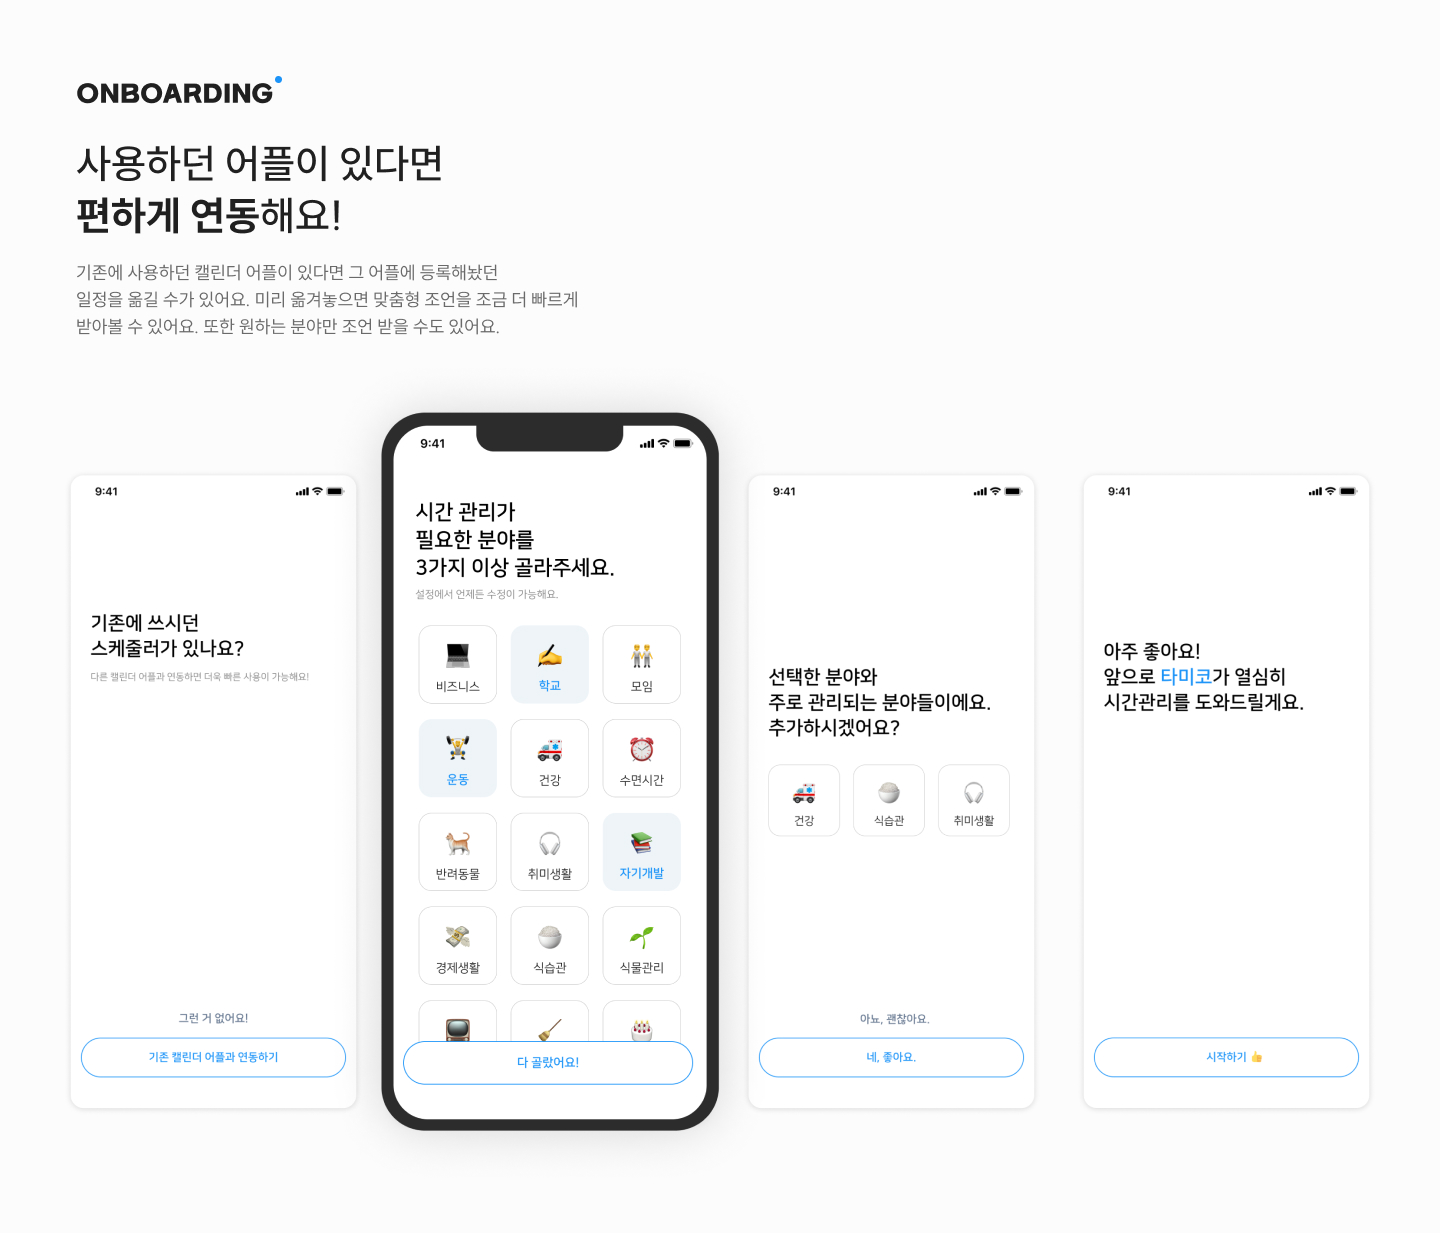 ONBOARDING
사용하던 어플이 있다면
편하게 연동해요!
기존에 사용하던 캘린더 어플이 있다면 그 어플에 등록해놨던
일정을 옮길 수가 있어요. 미리 옮겨놓으면 맞춤형 조언을 조금 더 빠르게
받아볼 수 있어요. 또한 원하는 분야만 조언 받을 수도 있어요.
9:41
기존에 쓰시던
스케줄러가 있나요?
다른 캘린더 어플과 연동하면 더욱 빠른 사용이 가능해요!
그런 거 없어요!
기존 캘린더 어플과 연동하기
9:41
시간 관리가
필요한 분야를
3가지 이상 골라주세요.
설정에서 언제든 수정이 가능해요.
비즈니스
학교
모임
운동
건강
수면시간
반려동물
취미생활
자기개발
경제생활
식습관
식물관리
다 골랐어요!
9:41
선택한 분야와
주로 관리되는 분야들이에요.
추가하시겠어요?
건강
식습관
취미생활
아뇨, 괜찮아요.
네, 좋아요.
9:41
아주 좋아요!
앞으로 타미코가 열심히
시간관리를 도와드릴게요.
시작하기 👍